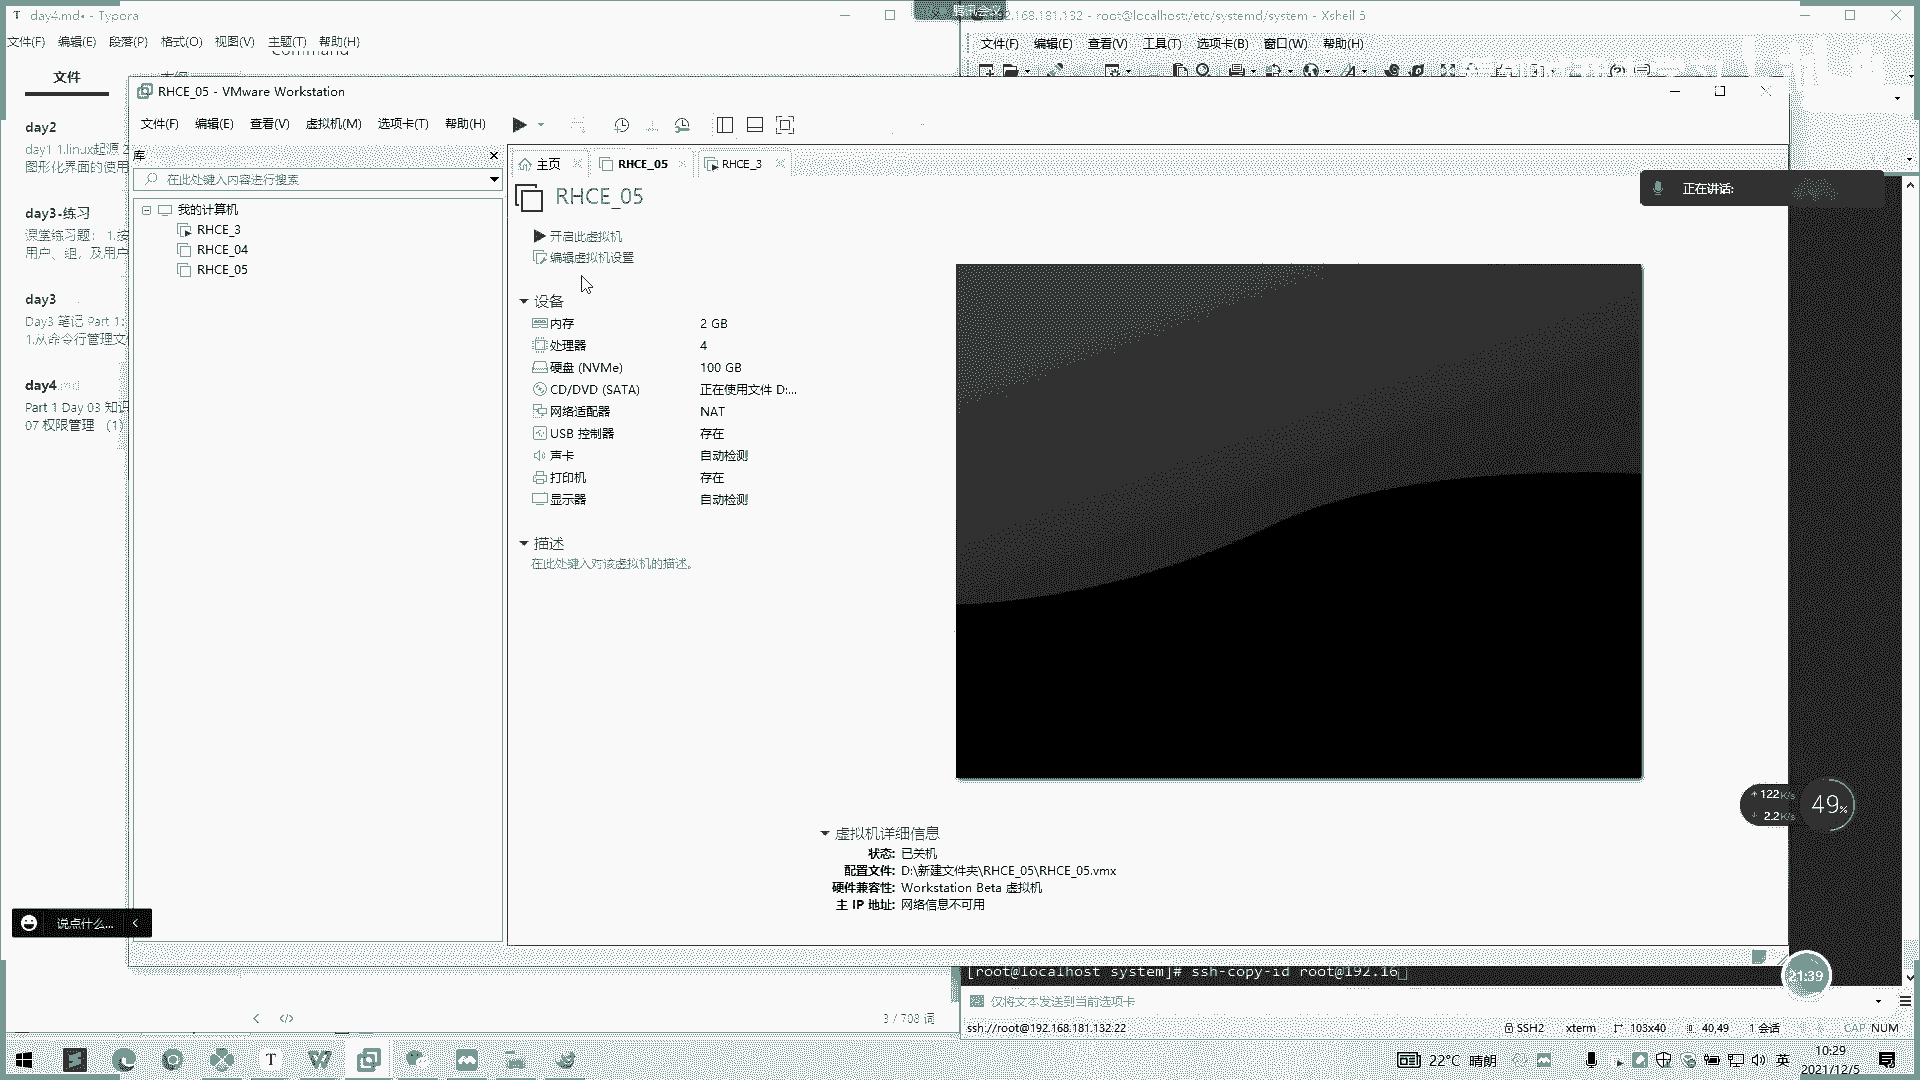 day4.md• - Typora
文件(F) 编辑(E) 段落(P) 格式(O) 视图(V) 主题(T) 帮助(H)
文件
day2
day1 1.linux起源
图形化界面的使用
day3-练习
课堂练习题： 1.按
用户、组，及用户
day3
Day3 笔记 Part 1:
1.从命令行管理文
day4.md
Part 1 Day 03 知识
07 权限管理 （1）
3 / 708 词
说点什么...
腾讯会议
192.168.181.132 - root@localhost:/etc/systemd/system - Xshell 5
文件(F) 编辑(E) 查看(V) 工具(T) 选项卡(B) 窗口(W) 帮助(H)
RHCE_05 - VMware Workstation
文件(F) 编辑(E) 查看(V) 虚拟机(M) 选项卡(T) 帮助(H)
库
在此处键入内容进行搜索
我的计算机
RHCE_3
RHCE_04
RHCE_05
主页 RHCE_05 RHCE_3
RHCE_05
开启此虚拟机
编辑虚拟机设置
设备
内存 2 GB
处理器 4
硬盘 (NVMe) 100 GB
CD/DVD (SATA) 正在使用文件 D:...
网络适配器 NAT
USB 控制器 存在
声卡 自动检测
打印机 存在
显示器 自动检测
描述
在此处键入对该虚拟机的描述。
虚拟机详细信息
状态: 已关机
配置文件: D:\新建文件夹\RHCE_05\RHCE_05.vmx
硬件兼容性: Workstation Beta 虚拟机
主 IP 地址: 网络信息不可用
正在讲话:
122K/s
2.2K/s
49%
21:39
[root@localhost system]# ssh-copy-id root@192.16
仅将文本发送到当前选项卡
ssh://root@192.168.181.132:22
SSH2 xterm 103x40 40,49 1 会话 CAP NUM
22°C 晴朗
英
10:29
2021/12/5